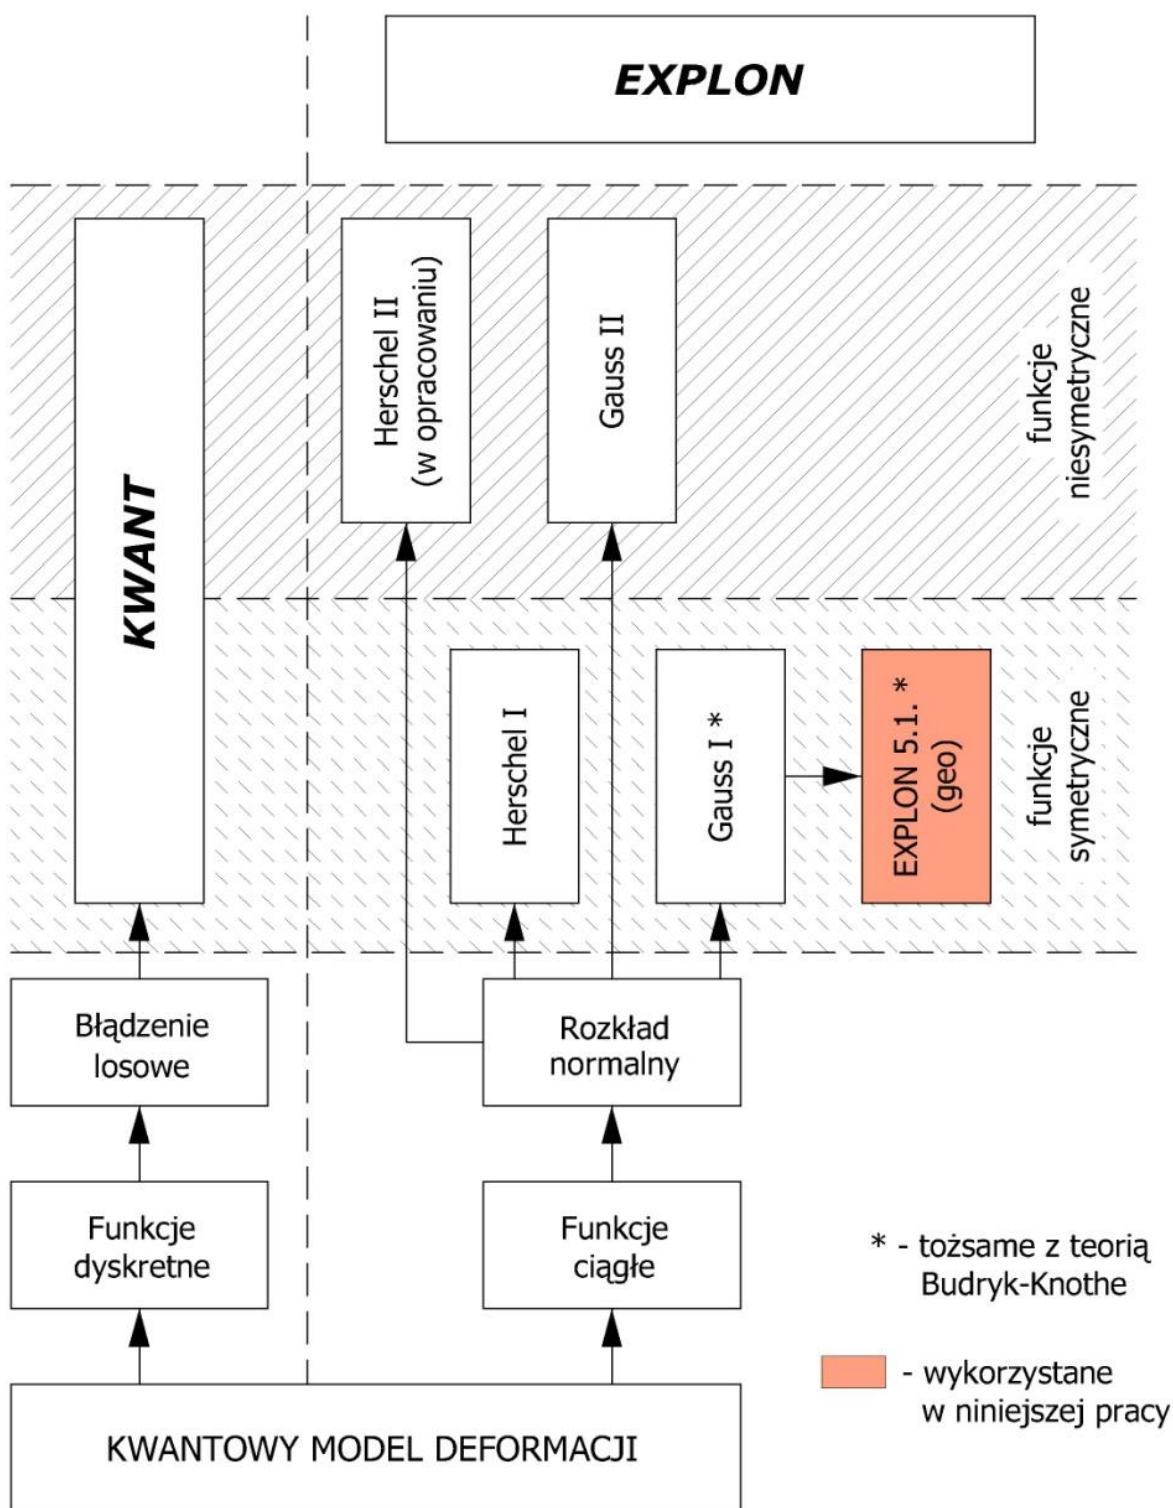 EXPLON
KWANT
Herschel II
(w opracowaniu)
Gauss II
funkcje
niesymetryczne
Herschel I
Gauss I *
EXPLON 5.1. *
(geo)
funkcje
symetryczne
Błądzenie
losowe
Rozkład
normalny
Funkcje
dyskretne
Funkcje
ciągłe
* - tożsame z teorią
Budryk-Knothe
- wykorzystane
w niniejszej pracy
KWANTOWY MODEL DEFORMACJI